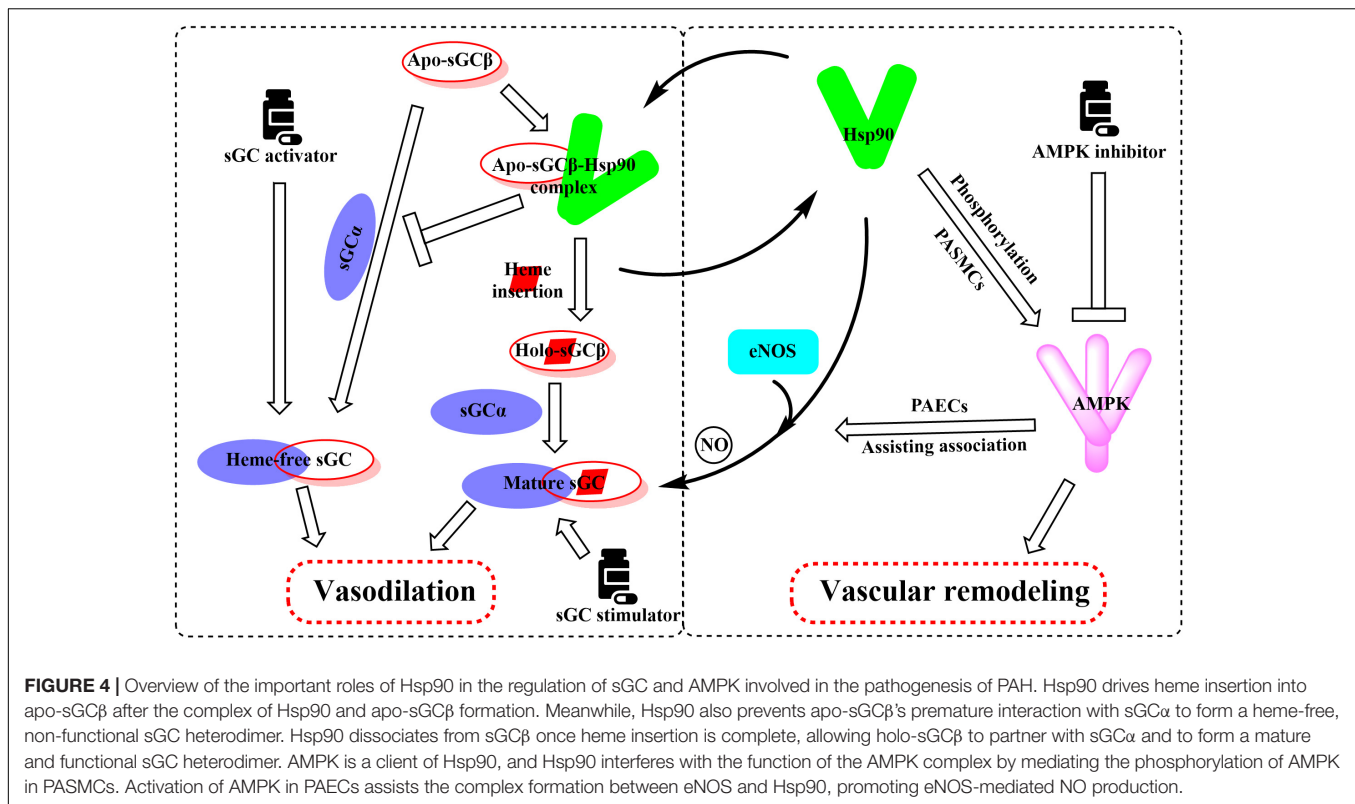 Apo-sGCβ
sGC activator
Apo-sGCβ-Hsp90
complex
sGCα
Heme
insertion
Holo-sGCβ
sGCα
Heme-free sGC
Mature sGC
Vasodilation
sGC stimulator
Hsp90
AMPK inhibitor
Phosphorylation
PASMCs
eNOS
NO
PAECs
Assisting association
AMPK
Vascular remodeling
FIGURE 4 | Overview of the important roles of Hsp90 in the regulation of sGC and AMPK involved in the pathogenesis of PAH. Hsp90 drives heme insertion into
apo-sGCβ after the complex of Hsp90 and apo-sGCβ formation. Meanwhile, Hsp90 also prevents apo-sGCβ's premature interaction with sGCα to form a heme-free,
non-functional sGC heterodimer. Hsp90 dissociates from sGCβ once heme insertion is complete, allowing holo-sGCβ to partner with sGCα and to form a mature
and functional sGC heterodimer. AMPK is a client of Hsp90, and Hsp90 interferes with the function of the AMPK complex by mediating the phosphorylation of AMPK
in PASMCs. Activation of AMPK in PAECs assists the complex formation between eNOS and Hsp90, promoting eNOS-mediated NO production.